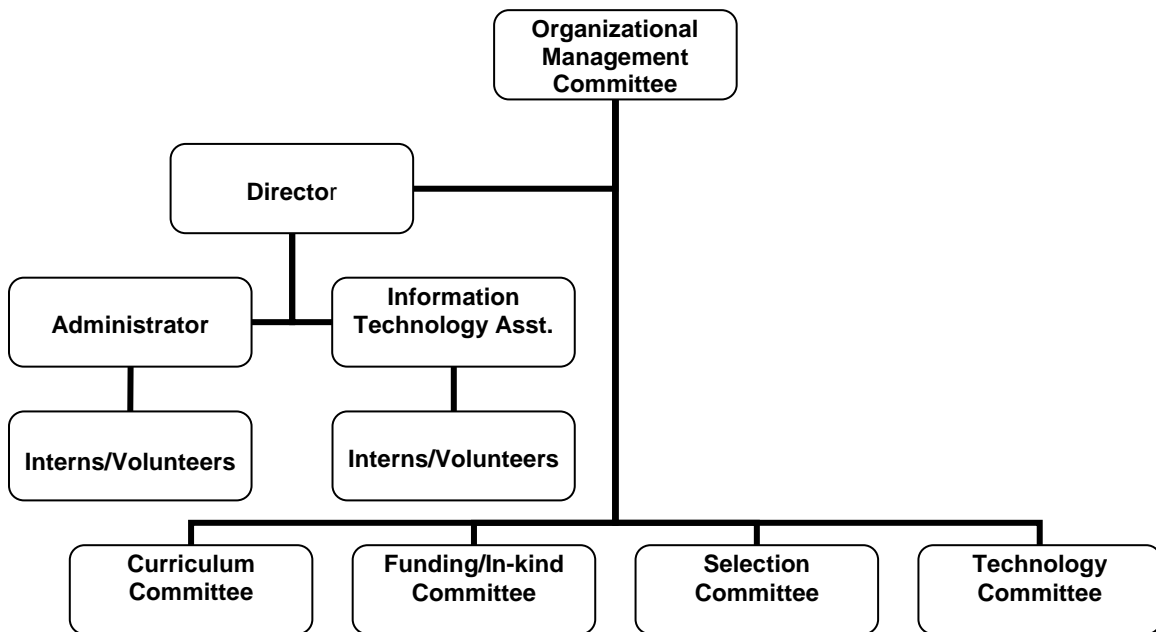 Organizational
Management
Committee
Director
Administrator
Information
Technology Asst.
Interns/Volunteers
Interns/Volunteers
Curriculum
Committee
Funding/In-kind
Committee
Selection
Committee
Technology
Committee